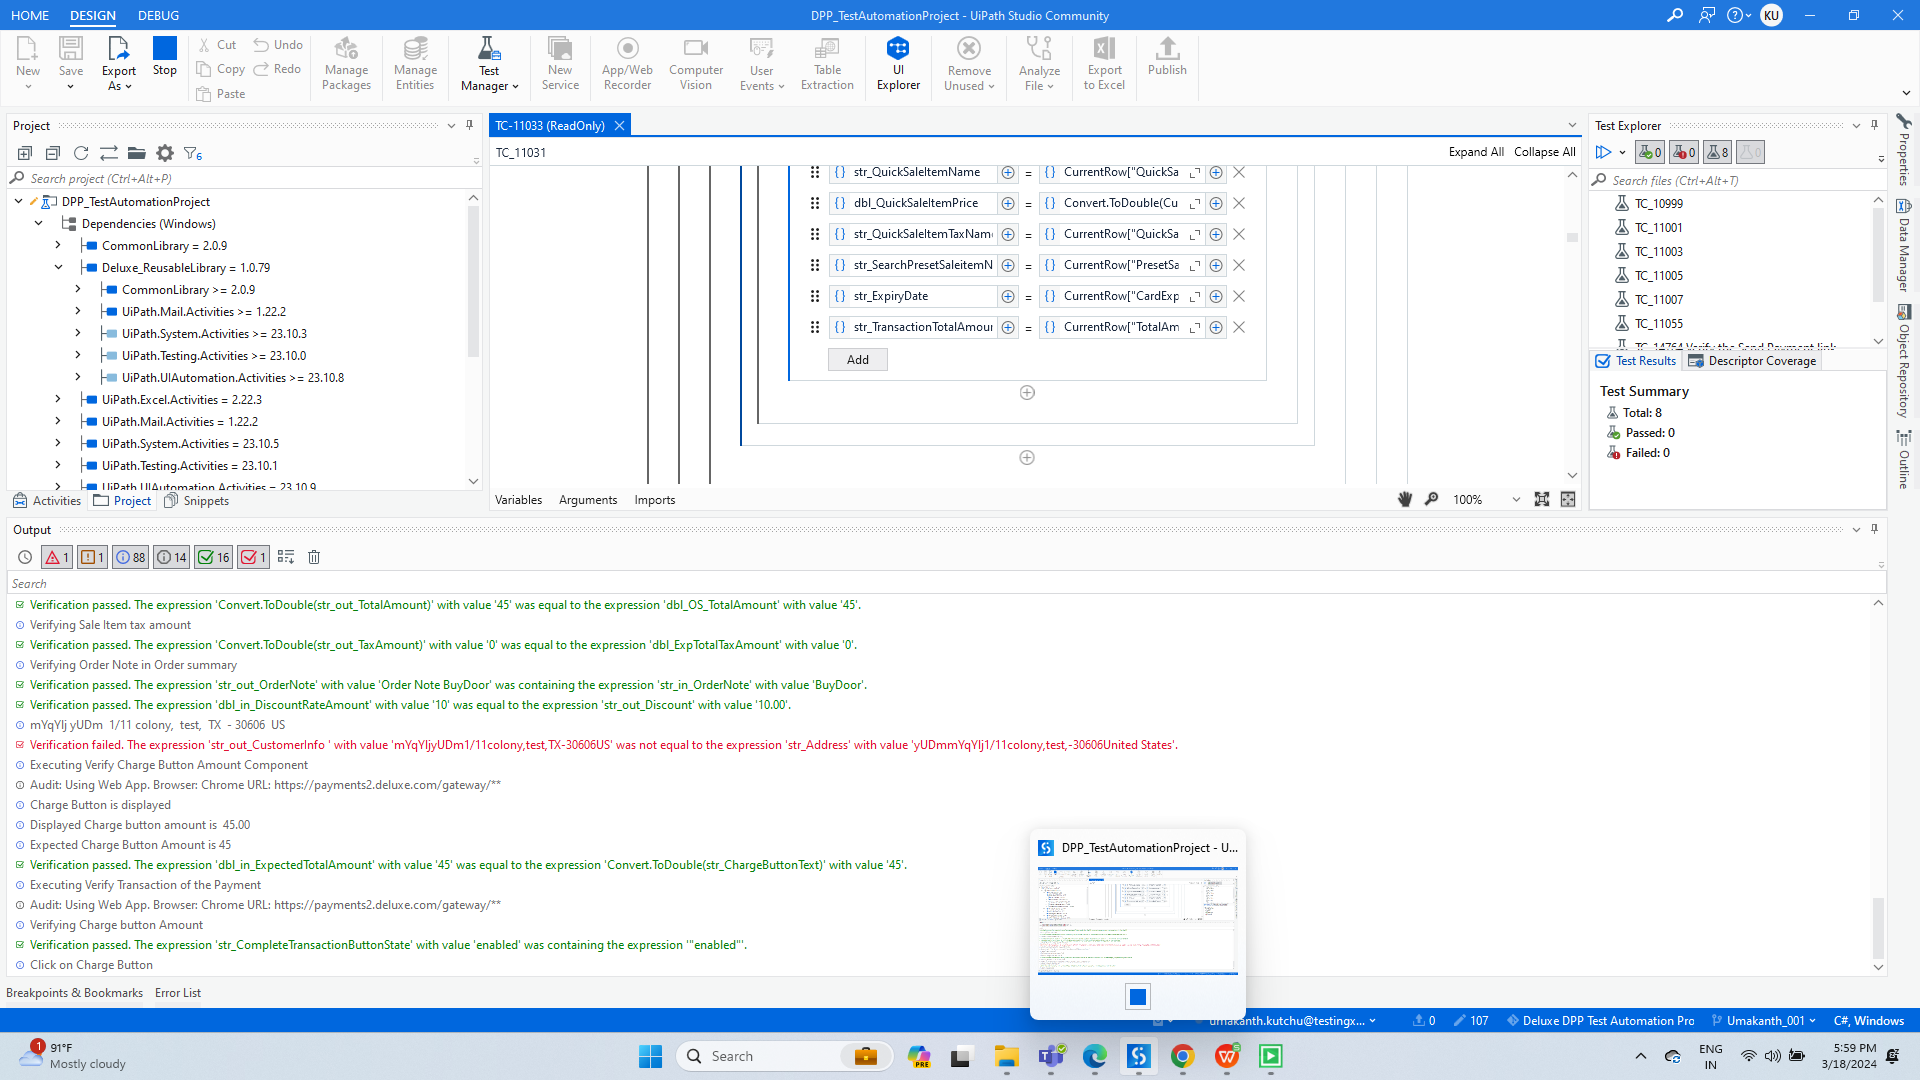 HOME DESIGN DEBUG
DPP_TestAutomationProject - UiPath Studio Community
KU
New Save Export As Stop
Cut Undo
Copy Redo
Paste
Manage Packages
Manage Entities
Test Manager
New Service
App/Web Recorder
Computer Vision
User Events
Table Extraction
UI Explorer
Remove Unused
Analyze File
Export to Excel
Publish
Project
Search project (Ctrl+Alt+P)
DPP_TestAutomationProject
Dependencies (Windows)
CommonLibrary = 2.0.9
Deluxe_ReusableLibrary = 1.0.79
CommonLibrary >= 2.0.9
UiPath.Mail.Activities >= 1.22.2
UiPath.System.Activities >= 23.10.3
UiPath.Testing.Activities >= 23.10.0
UiPath.UIAutomation.Activities >= 23.10.8
UiPath.Excel.Activities = 2.22.3
UiPath.Mail.Activities = 1.22.2
UiPath.System.Activities = 23.10.5
UiPath.Testing.Activities = 23.10.1
UiPath.UIAutomation.Activities = 23.10.9
Activities Project Snippets
TC-11033 (ReadOnly)
TC_11031
Expand All Collapse All
str_QuickSaleItemName = CurrentRow["QuickSa
dbl_QuickSaleItemPrice = Convert.ToDouble(Cu
str_QuickSaleItemTaxNam = CurrentRow["QuickSa
str_SearchPresetSaleitemN = CurrentRow["PresetSa
str_ExpiryDate = CurrentRow["CardExp
str_TransactionTotalAmour = CurrentRow["TotalAm
Add
Variables Arguments Imports
100%
Test Explorer
0 0 8 0
Search files (Ctrl+Alt+T)
TC_10999
TC_11001
TC_11003
TC_11005
TC_11007
TC_11055
TC_14764 Verify the Send Payment link
Test Results Descriptor Coverage
Test Summary
Total: 8
Passed: 0
Failed: 0
Properties
Data Manager
Object Repository
Outline
Output
1 1 88 14 16 1
Search
Verification passed. The expression 'Convert.ToDouble(str_out_TotalAmount)' with value '45' was equal to the expression 'dbl_OS_TotalAmount' with value '45'.
Verifying Sale Item tax amount
Verification passed. The expression 'Convert.ToDouble(str_out_TaxAmount)' with value '0' was equal to the expression 'dbl_ExpTotalTaxAmount' with value '0'.
Verifying Order Note in Order summary
Verification passed. The expression 'str_out_OrderNote' with value 'Order Note BuyDoor' was containing the expression 'str_in_OrderNote' with value 'BuyDoor'.
Verification passed. The expression 'dbl_in_DiscountRateAmount' with value '10' was equal to the expression 'str_out_Discount' with value '10.00'.
mYqYIj yUDm 1/11 colony, test, TX - 30606 US
Verification failed. The expression 'str_out_CustomerInfo ' with value 'mYqYIjyUDm1/11colony,test,TX-30606US' was not equal to the expression 'str_Address' with value 'yUDmmYqYIj1/11colony,test,-30606United States'.
Executing Verify Charge Button Amount Component
Audit: Using Web App. Browser: Chrome URL: https://payments2.deluxe.com/gateway/**
Charge Button is displayed
Displayed Charge button amount is 45.00
Expected Charge Button Amount is 45
Verification passed. The expression 'dbl_in_ExpectedTotalAmount' with value '45' was equal to the expression 'Convert.ToDouble(str_ChargeButtonText)' with value '45'.
Executing Verify Transaction of the Payment
Audit: Using Web App. Browser: Chrome URL: https://payments2.deluxe.com/gateway/**
Verifying Charge button Amount
Verification passed. The expression 'str_CompleteTransactionButtonState' with value 'enabled' was containing the expression '"enabled"'.
Click on Charge Button
DPP_TestAutomationProject - U...
Breakpoints & Bookmarks Error List
umakanth.kutchu@testingx... 0 107 Deluxe DPP Test Automation Pro Umakanth_001 C#, Windows
1
91°F
Mostly cloudy
Search
PRE
ENG
IN
5:59 PM
3/18/2024